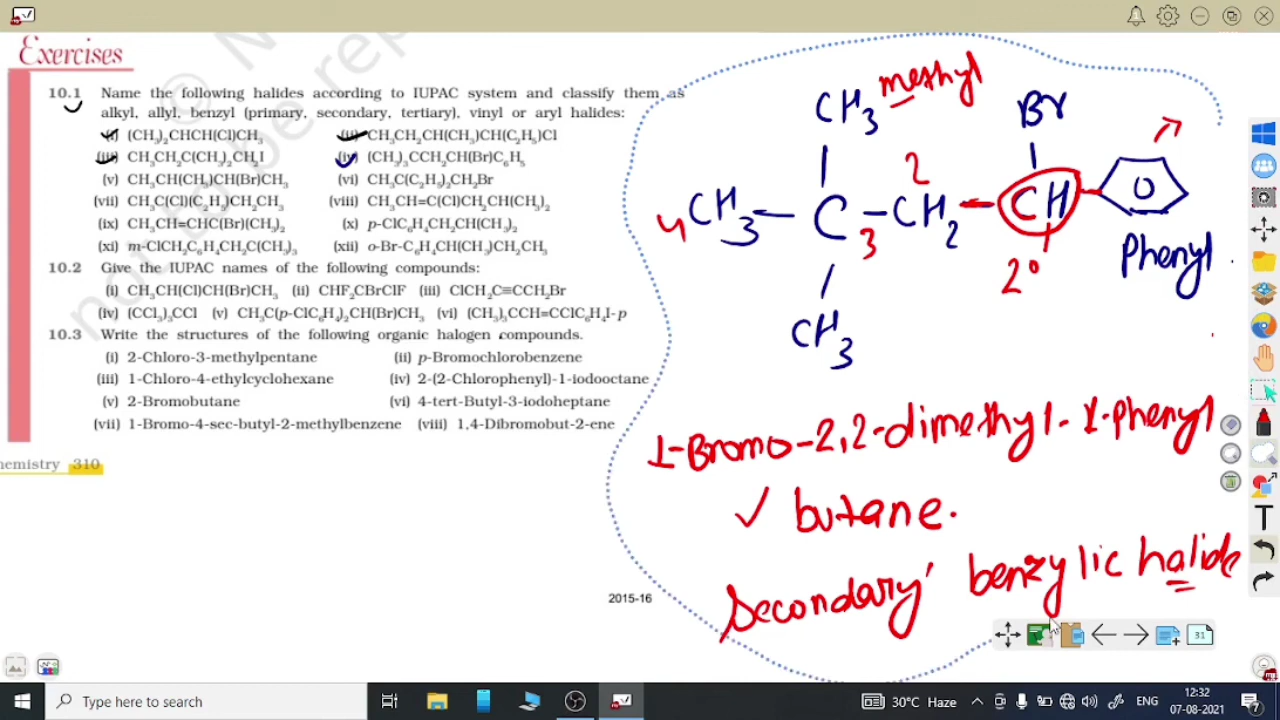 Exercises
10.1 Name the following halides according to IUPAC system and classify them as
alkyl, allyl, benzyl (primary, secondary, tertiary), vinyl or aryl halides:
(i) (CH₃)₂CHCH(Cl)CH₃ (ii) CH₃CH₂CH(CH₃)CH(C₂H₅)Cl
(iii) CH₃CH₂C(CH₃)₂CH₂I (iv) (CH₃)₃CCH₂CH(Br)C₆H₅
(v) CH₃CH(CH₃)CH(Br)CH₃ (vi) CH₃C(C₂H₅)₂CH₂Br
(vii) CH₃C(Cl)(C₂H₅)CH₂CH₃ (viii) CH₃CH=C(Cl)CH₂CH(CH₃)₂
(ix) CH₃CH=CHC(Br)(CH₃)₂ (x) p-ClC₆H₄CH₂CH(CH₃)₂
(xi) m-ClCH₂C₆H₄CH₂C(CH₃)₃ (xii) o-Br-C₆H₄CH(CH₃)CH₂CH₃
10.2 Give the IUPAC names of the following compounds:
(i) CH₃CH(Cl)CH(Br)CH₃ (ii) CHF₂CBrClF (iii) ClCH₂C≡CCH₂Br
(iv) (CCl₃)₃CCl (v) CH₃C(p-ClC₆H₄)₂CH(Br)CH₃ (vi) (CH₃)₃CCH=CClC₆H₄I-p
10.3 Write the structures of the following organic halogen compounds.
(i) 2-Chloro-3-methylpentane (ii) p-Bromochlorobenzene
(iii) 1-Chloro-4-ethylcyclohexane (iv) 2-(2-Chlorophenyl)-1-iodooctane
(v) 2-Bromobutane (vi) 4-tert-Butyl-3-iodoheptane
(vii) 1-Bromo-4-sec-butyl-2-methylbenzene (viii) 1,4-Dibromobut-2-ene
hemistry 310
2015-16
© N
not be rep
CH₃ methyl Br
2
4 CH₃ - C - CH₂ - CH
3 2° Phenyl
CH₃
1-Bromo-2,2-dimethyl-1-phenyl
✓ butane.
Secondary benzylic halide
T
31
Type here to search
30°C Haze
ENG
12:32
07-08-2021
7